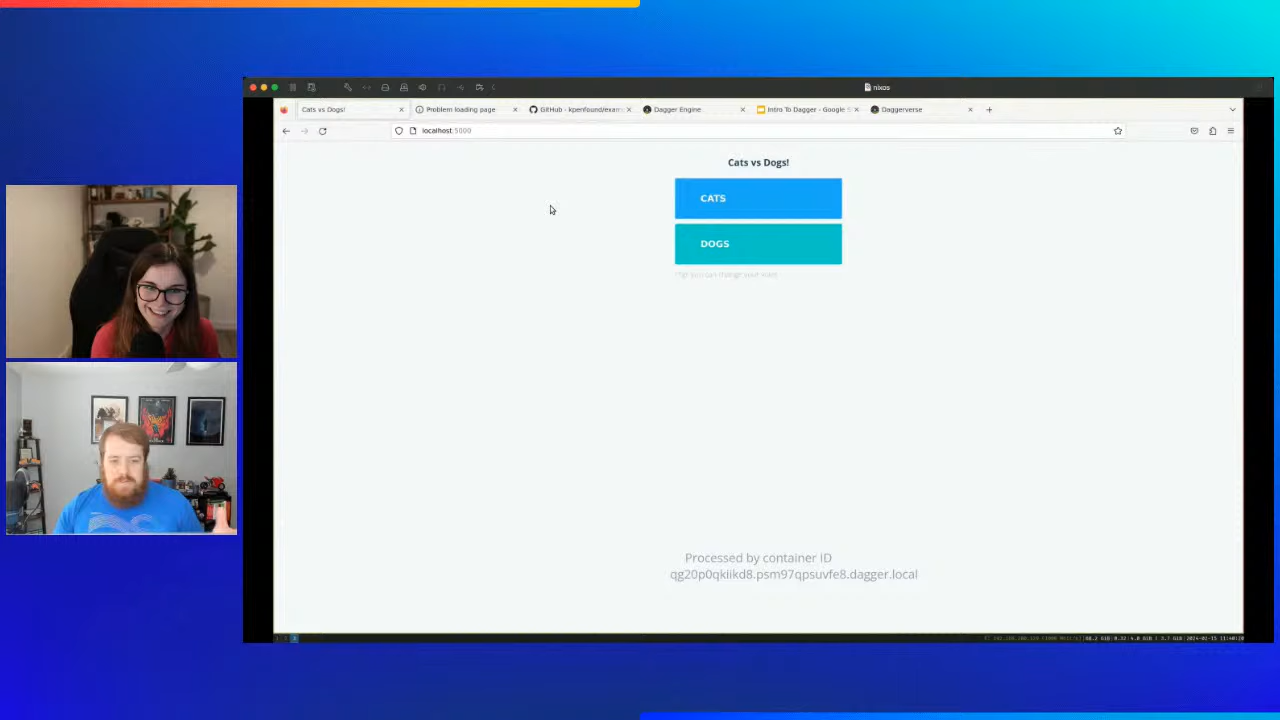 nixos
Cats vs Dogs!
Problem loading page
GitHub - kpenfound/exam
Dagger Engine
Intro To Dagger - Google S
Daggerverse
localhost:5000
Cats vs Dogs!
CATS
DOGS
Processed by container ID
qg20p0qkiikd8.psm97qpsuvfe8.dagger.local